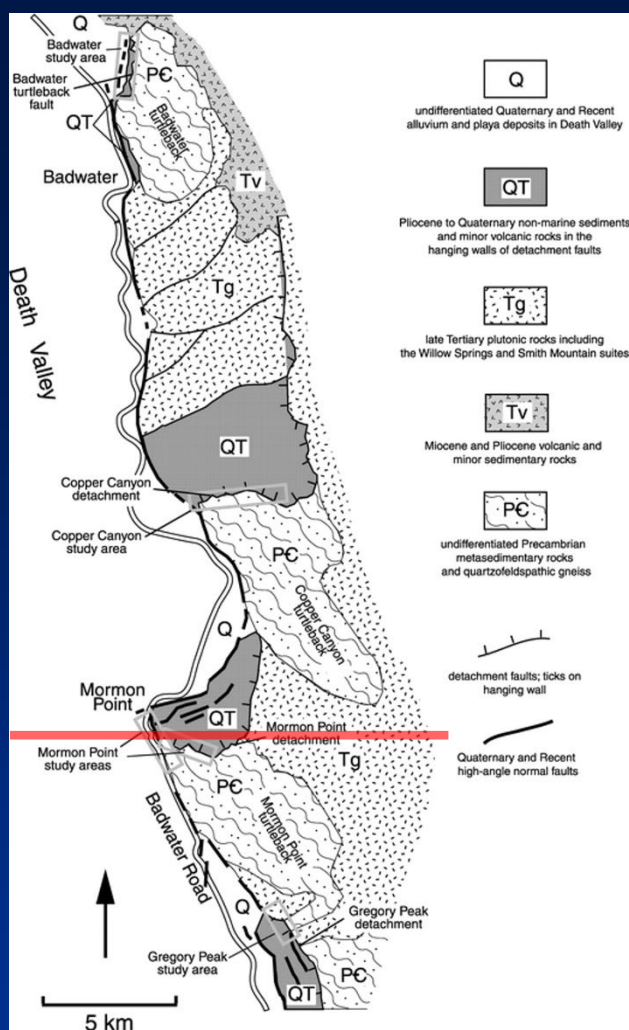 Q
Badwater
study area
Badwater
turtleback
fault
PЄ
Badwater
turtleback
QT
Badwater
Tv
Death Valley
Tg
QT
Copper Canyon
detachment
Copper Canyon
study area
PЄ
Copper Canyon
turtleback
Q
Mormon
Point
QT
Mormon Point
detachment
Mormon Point
study areas
Tg
PЄ
Mormon Point
turtleback
Badwater Road
Q
Gregory Peak
detachment
Gregory Peak
study area
PЄ
QT
5 km
Q
undifferentiated Quaternary and Recent
alluvium and playa deposits in Death Valley
QT
Pliocene to Quaternary non-marine sediments
and minor volcanic rocks in the
hanging walls of detachment faults
Tg
late Tertiary plutonic rocks including
the Willow Springs and Smith Mountain suites
Tv
Miocene and Pliocene volcanic and
minor sedimentary rocks
PЄ
undifferentiated Precambrian
metasedimentary rocks
and quartzofeldspathic gneiss
detachment faults; ticks on
hanging wall
Quaternary and Recent
high-angle normal faults